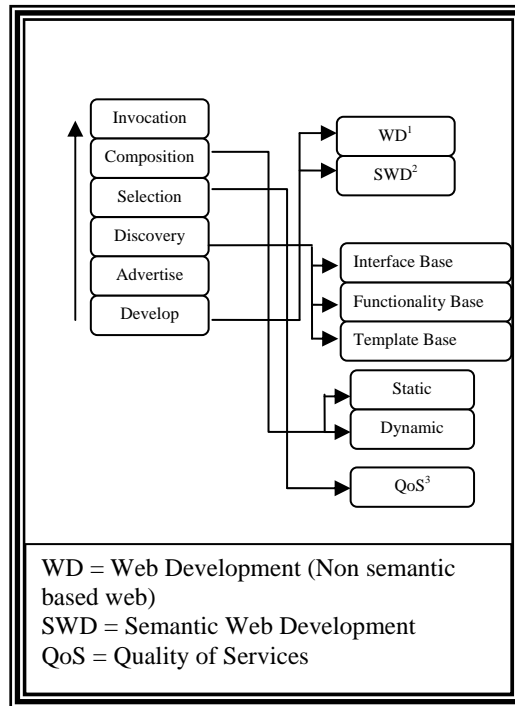 Invocation
Composition
Selection
Discovery
Advertise
Develop
WD¹
SWD²
Interface Base
Functionality Base
Template Base
Static
Dynamic
QoS³
WD = Web Development (Non semantic
based web)
SWD = Semantic Web Development
QoS = Quality of Services